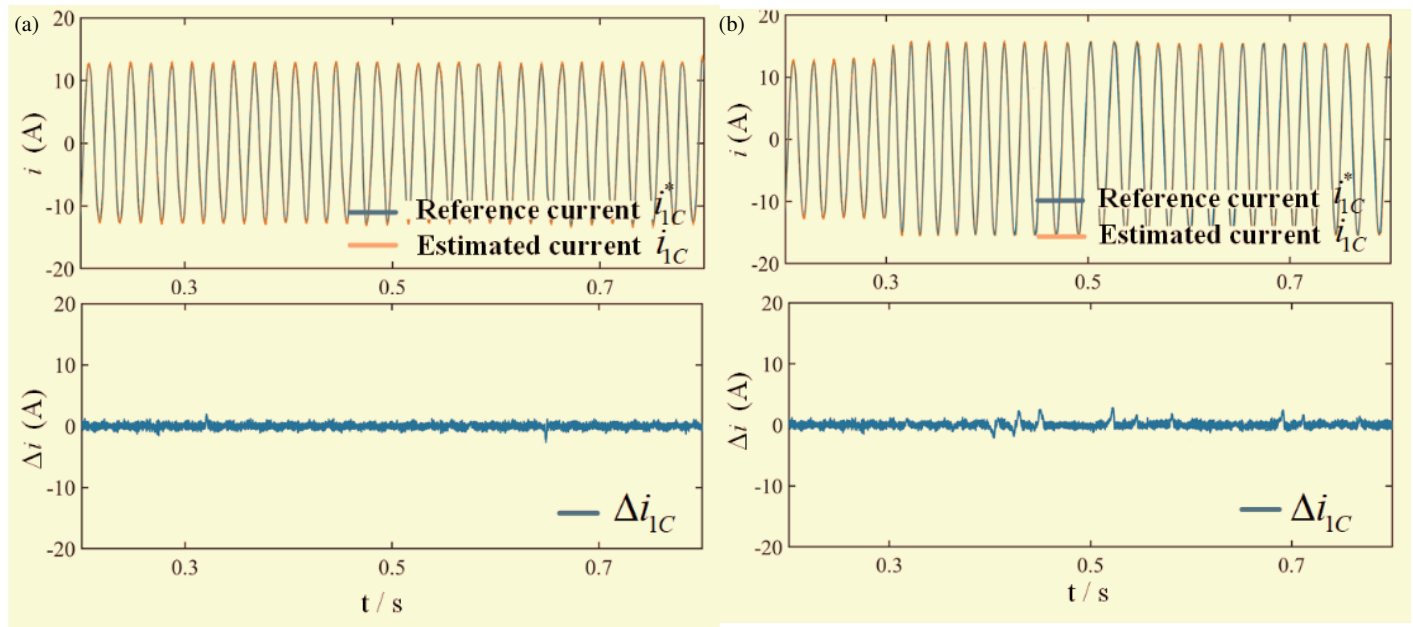 (a)
20
10
0
-10
-20
i (A)
Reference current i*1C
Estimated current i1C
0.3 0.5 0.7
20
10
0
-10
-20
Δi (A)
Δi1C
0.3 0.5 0.7
t / s
(b)
20
10
0
-10
-20
i (A)
Reference current i*1C
Estimated current i1C
0.3 0.5 0.7
20
10
0
-10
-20
Δi (A)
Δi1C
0.3 0.5 0.7
t / s